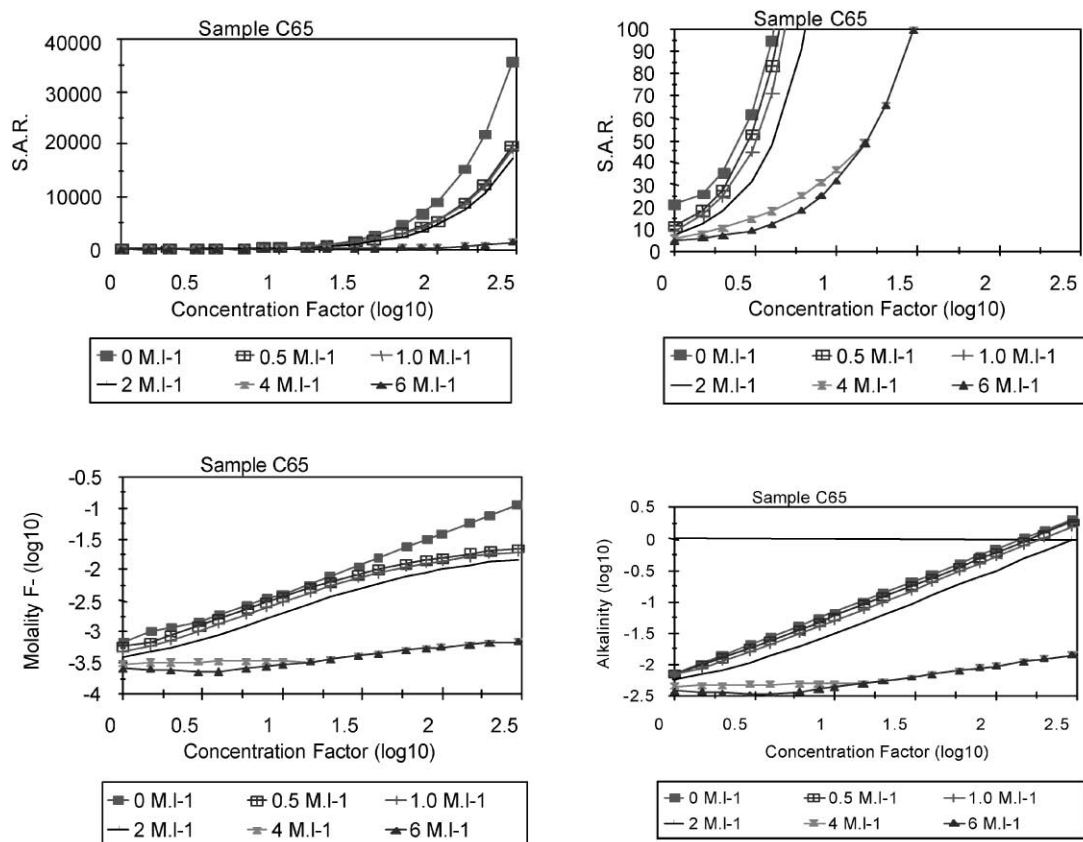 Sample C65
40000
30000
20000
10000
0
S.A.R.
0 0.5 1 1.5 2 2.5
Concentration Factor (log10)
0 M.l-1 0.5 M.l-1 1.0 M.l-1
2 M.l-1 4 M.l-1 6 M.l-1
Sample C65
100
90
80
70
60
50
40
30
20
10
0
S.A.R.
0 0.5 1 1.5 2 2.5
Concentration Factor (log10)
0 M.l-1 0.5 M.l-1 1.0 M.l-1
2 M.l-1 4 M.l-1 6 M.l-1
Sample C65
-0.5
-1
-1.5
-2
-2.5
-3
-3.5
-4
Molality F- (log10)
0 0.5 1 1.5 2 2.5
Concentration Factor (log10)
0 M.l-1 0.5 M.l-1 1.0 M.l-1
2 M.l-1 4 M.l-1 6 M.l-1
Sample C65
0.5
0
-0.5
-1
-1.5
-2
-2.5
Alkalinity (log10)
0 0.5 1 1.5 2 2.5
Concentration Factor (log10)
0 M.l-1 0.5 M.l-1 1.0 M.l-1
2 M.l-1 4 M.l-1 6 M.l-1